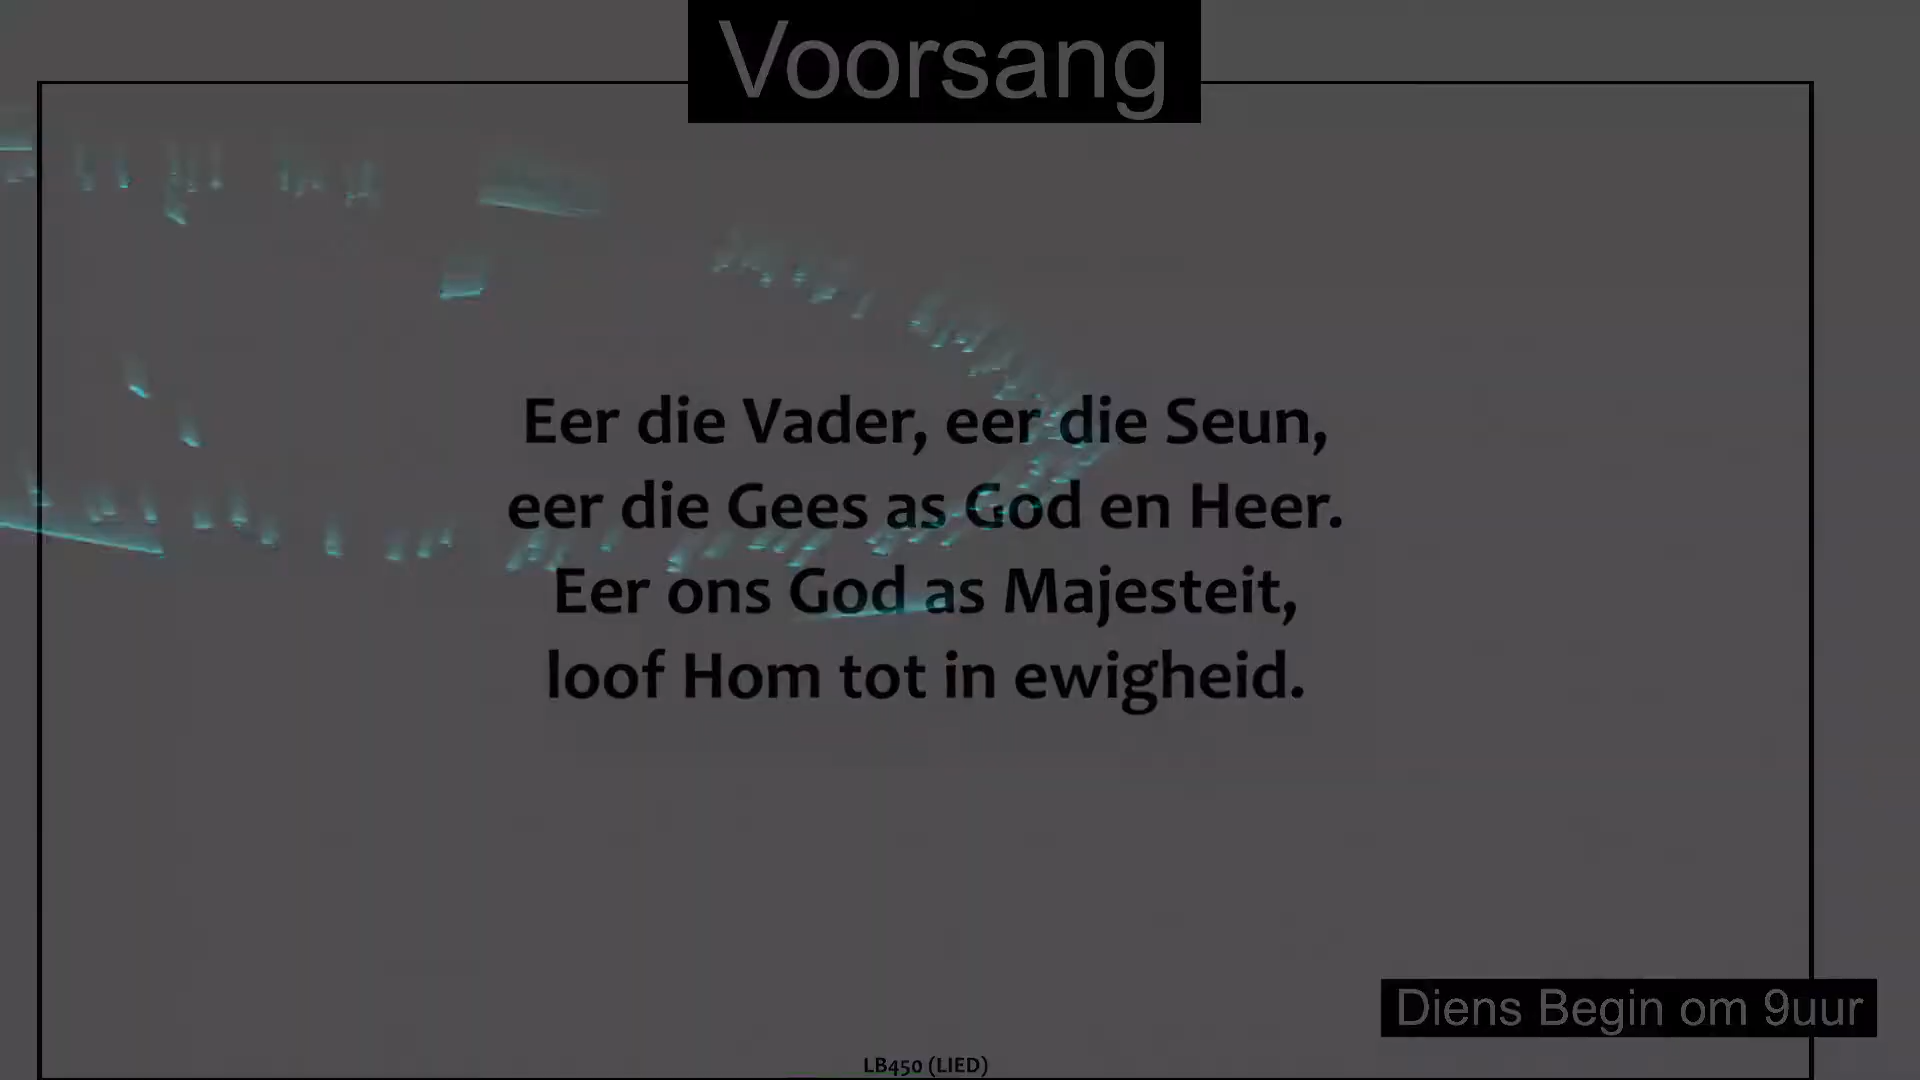 Voorsang
Eer die Vader, eer die Seun,
eer die Gees as God en Heer.
Eer ons God as Majesteit,
loof Hom tot in ewigheid.
Diens Begin om 9uur
LB450 (LIED)